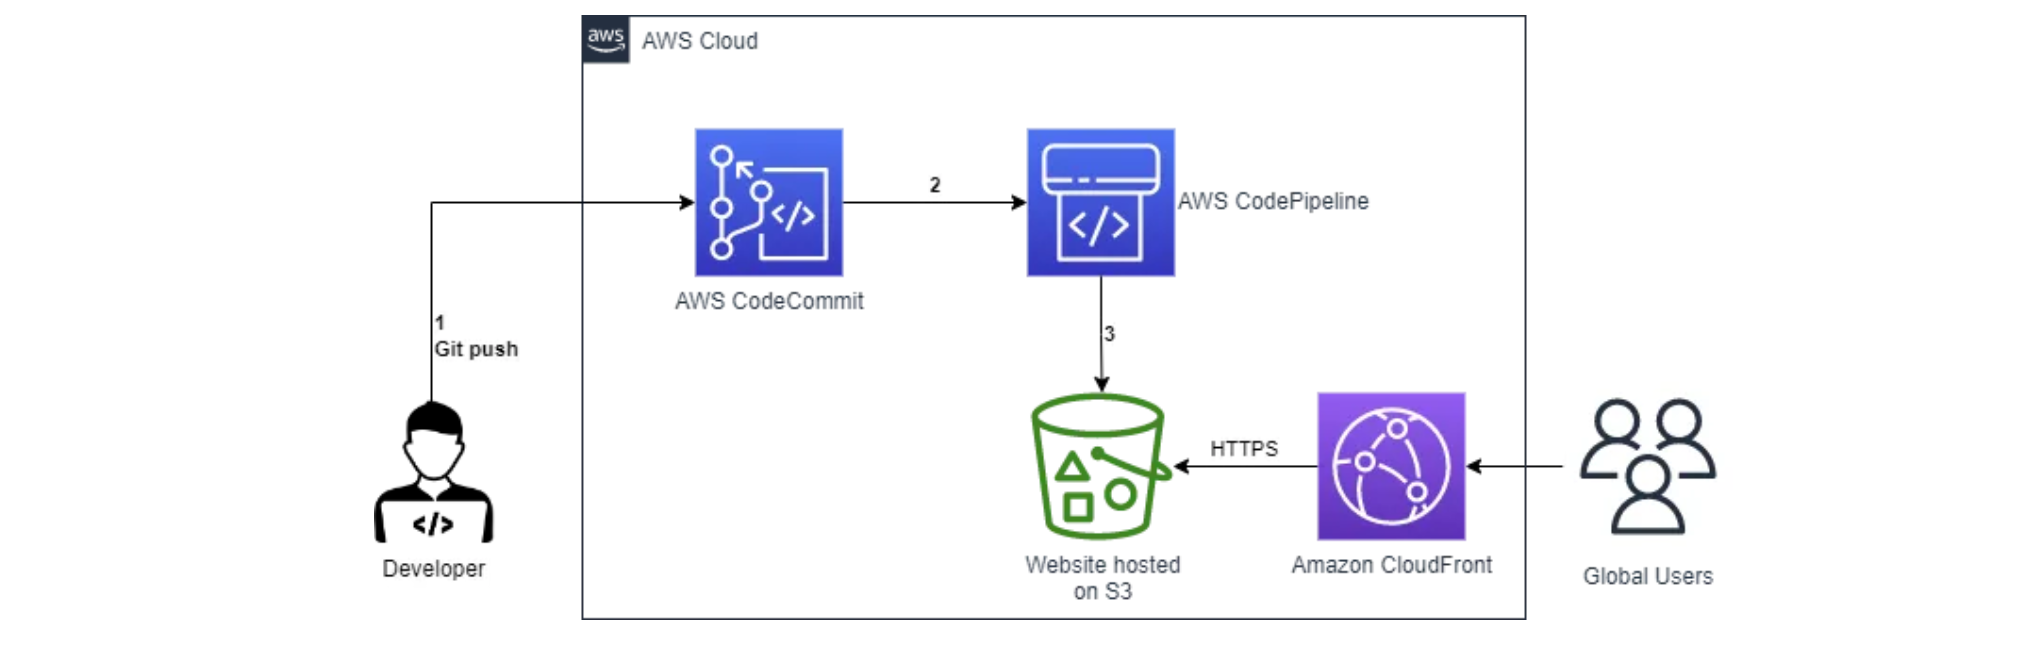 aws
AWS Cloud
2
AWS CodePipeline
</>
</>
AWS CodeCommit
1
Git push
3
HTTPS
</>
Developer
Website hosted
on S3
Amazon CloudFront
Global Users